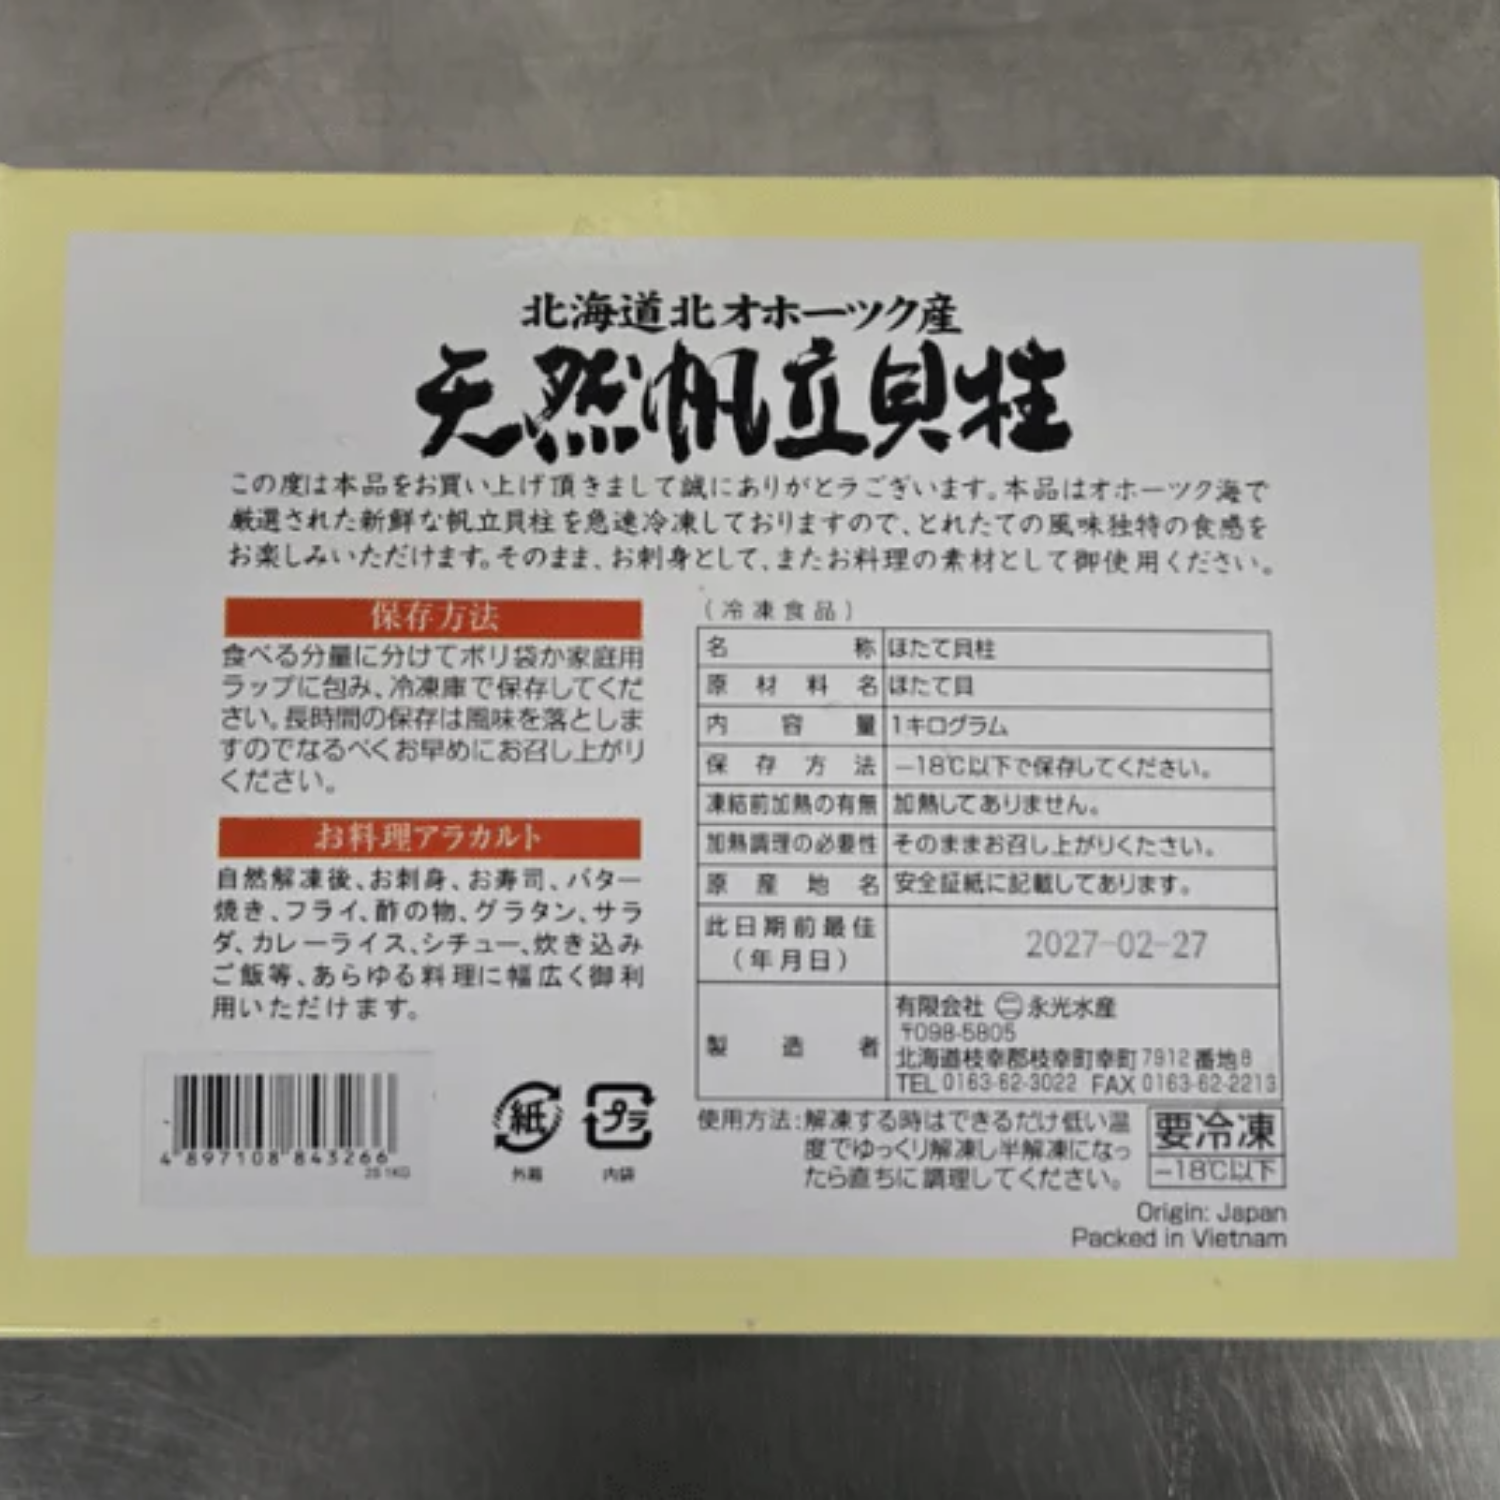 北海道北オホーツク産
天然帆立貝柱
この度は本品をお買い上げ頂きまして誠にありがとうございます。本品はオホーツク海で
厳選された新鮮な帆立貝柱を急速冷凍しておりますので、とれたての風味独特の食感を
お楽しみいただけます。そのまま、お刺身として、またお料理の素材として御使用ください。
保存方法
食べる分量に分けてポリ袋か家庭用
ラップに包み、冷凍庫で保存してくだ
さい。長時間の保存は風味を落としま
すのでなるべくお早めにお召し上がり
ください。
お料理アラカルト
自然解凍後、お刺身、お寿司、バター
焼き、フライ、酢の物、グラタン、サラ
ダ、カレーライス、シチュー、炊き込み
ご飯等、あらゆる料理に幅広く御利
用いただけます。
4 897108 843266
2S 1KG
紙
外箱
プラ
内袋
(冷凍食品)
名称 ほたて貝柱
原材料名 ほたて貝
内容量 1キログラム
保存方法 −18℃以下で保存してください。
凍結前加熱の有無 加熱してありません。
加熱調理の必要性 そのままお召し上がりください。
原産地名 安全証紙に記載してあります。
此日期前最佳
(年月日)
2027-02-27
製造者
有限会社 永光水産
〒098-5805
北海道枝幸郡枝幸町幸町7912番地8
TEL 0163-62-3022 FAX 0163-62-2213
使用方法:解凍する時はできるだけ低い温
度でゆっくり解凍し半解凍になっ
たら直ちに調理してください。
要冷凍
−18℃以下
Origin: Japan
Packed in Vietnam